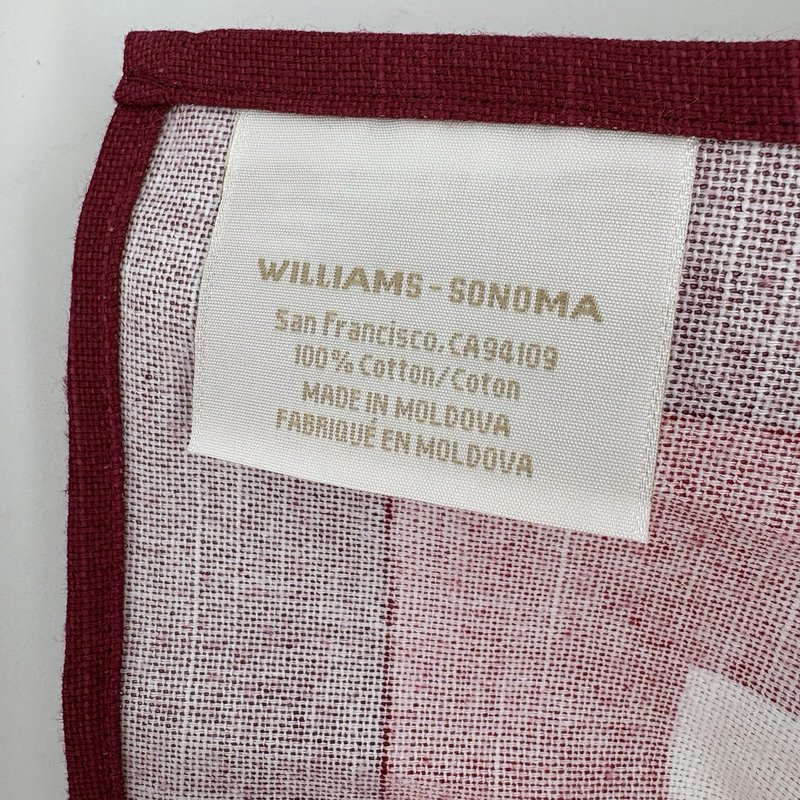 WILLIAMS-SONOMA
San Francisco, CA94109
100% Cotton/Coton
MADE IN MOLDOVA
FABRIQUÉ EN MOLDOVA